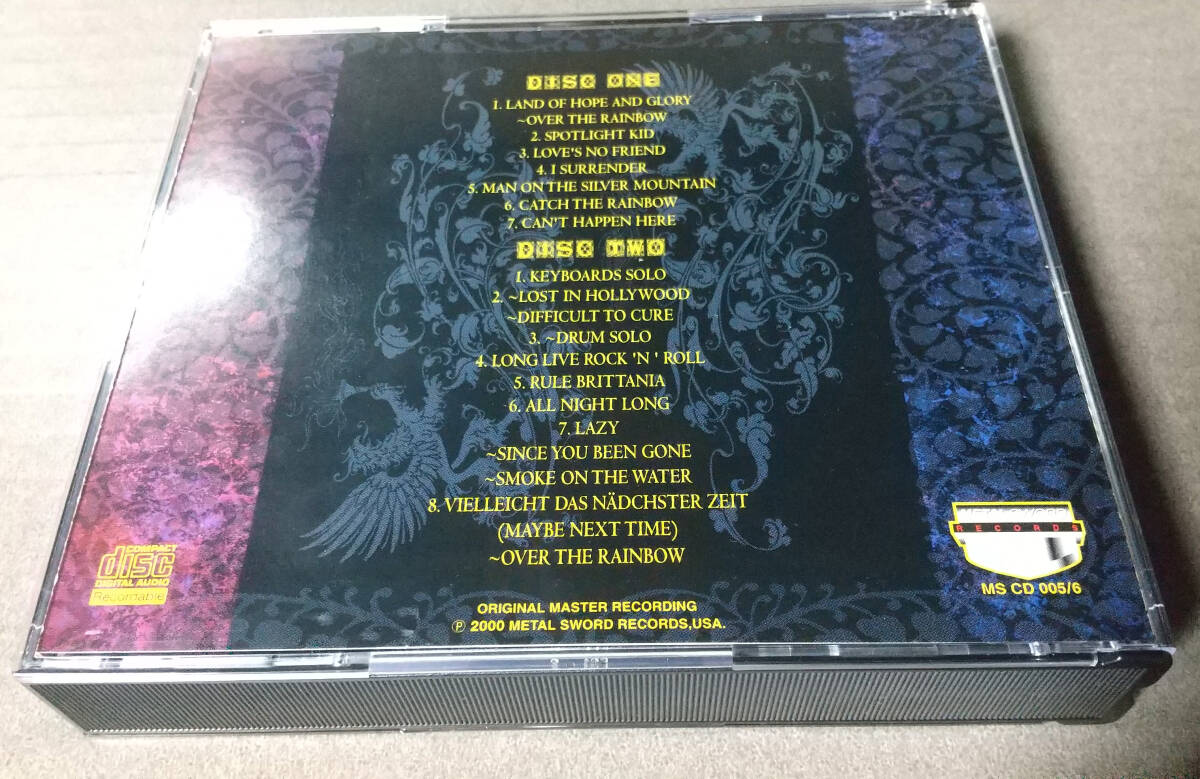 DISC ONE
1. LAND OF HOPE AND GLORY
~OVER THE RAINBOW
2. SPOTLIGHT KID
3. LOVE'S NO FRIEND
4. I SURRENDER
5. MAN ON THE SILVER MOUNTAIN
6. CATCH THE RAINBOW
7. CAN'T HAPPEN HERE
DISC TWO
1. KEYBOARDS SOLO
2. ~LOST IN HOLLYWOOD
~DIFFICULT TO CURE
3. ~DRUM SOLO
4. LONG LIVE ROCK 'N ' ROLL
5. RULE BRITTANIA
6. ALL NIGHT LONG
7. LAZY
~SINCE YOU BEEN GONE
~SMOKE ON THE WATER
8. VIELLEICHT DAS NÄDCHSTER ZEIT
(MAYBE NEXT TIME)
~OVER THE RAINBOW
COMPACT
disc
DIGITAL AUDIO
Recordable
METAL SWORD
RECORDS
MS CD 005/6
ORIGINAL MASTER RECORDING
℗ 2000 METAL SWORD RECORDS,USA.